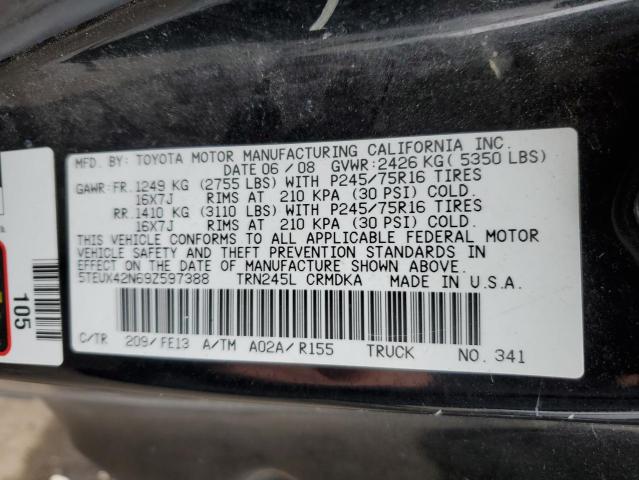 MFD. BY: TOYOTA MOTOR MANUFACTURING CALIFORNIA INC.
DATE 06 / 08 GVWR: 2426 KG ( 5350 LBS)
GAWR: FR. 1249 KG (2755 LBS) WITH P245/75R16 TIRES
16X7J RIMS AT 210 KPA (30 PSI) COLD.
RR. 1410 KG (3110 LBS) WITH P245/75R16 TIRES
16X7J RIMS AT 210 KPA (30 PSI) COLD.
THIS VEHICLE CONFORMS TO ALL APPLICABLE FEDERAL MOTOR
VEHICLE SAFETY AND THEFT PREVENTION STANDARDS IN
EFFECT ON THE DATE OF MANUFACTURE SHOWN ABOVE.
5TEUX42N69Z597388 TRN245L CRMDKA MADE IN U.S.A.
C/TR 209/FE13 A/TM A02A/R155 TRUCK NO. 341
105